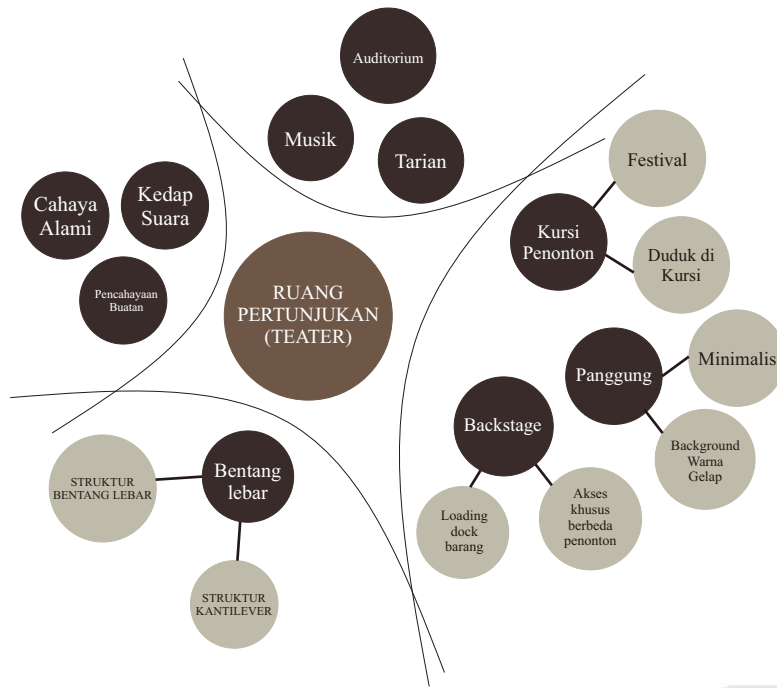 Auditorium
Musik
Tarian
Cahaya
Alami
Kedap
Suara
Pencahayaan
Buatan
RUANG
PERTUNJUKAN
(TEATER)
Festival
Kursi
Penonton
Duduk di
Kursi
Minimalis
Panggung
Background
Warna
Gelap
Backstage
Loading
dock
barang
Akses
khusus
berbeda
penonton
Bentang
lebar
STRUKTUR
BENTANG LEBAR
STRUKTUR
KANTILEVER